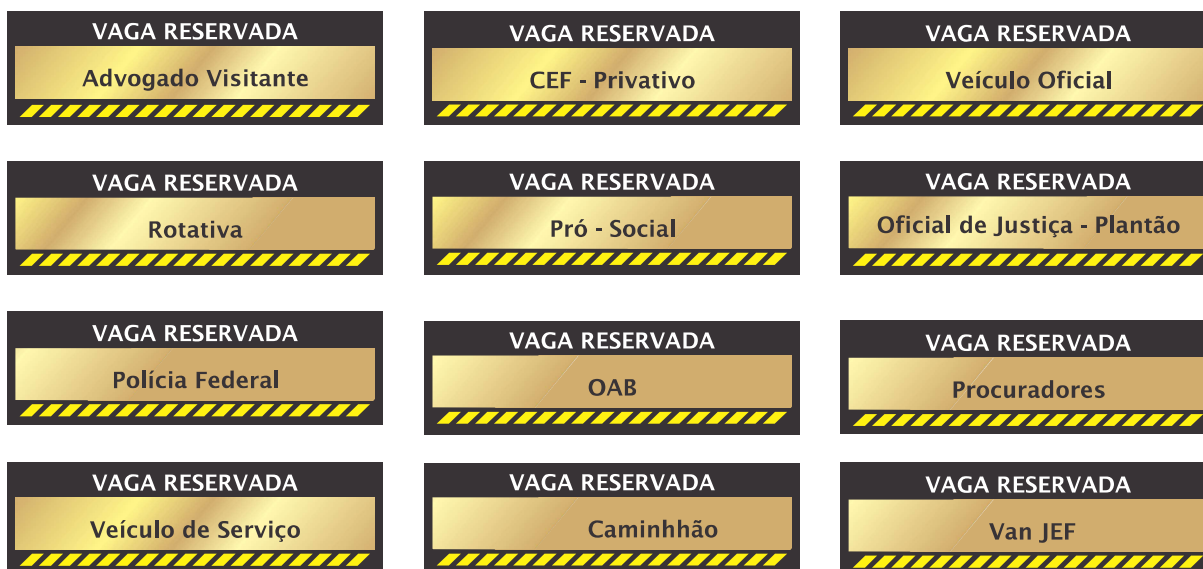 VAGA RESERVADA
Advogado Visitante
VAGA RESERVADA
CEF - Privativo
VAGA RESERVADA
Veículo Oficial
VAGA RESERVADA
Rotativa
VAGA RESERVADA
Pró - Social
VAGA RESERVADA
Oficial de Justiça - Plantão
VAGA RESERVADA
Polícia Federal
VAGA RESERVADA
OAB
VAGA RESERVADA
Procuradores
VAGA RESERVADA
Veículo de Serviço
VAGA RESERVADA
Caminhhão
VAGA RESERVADA
Van JEF